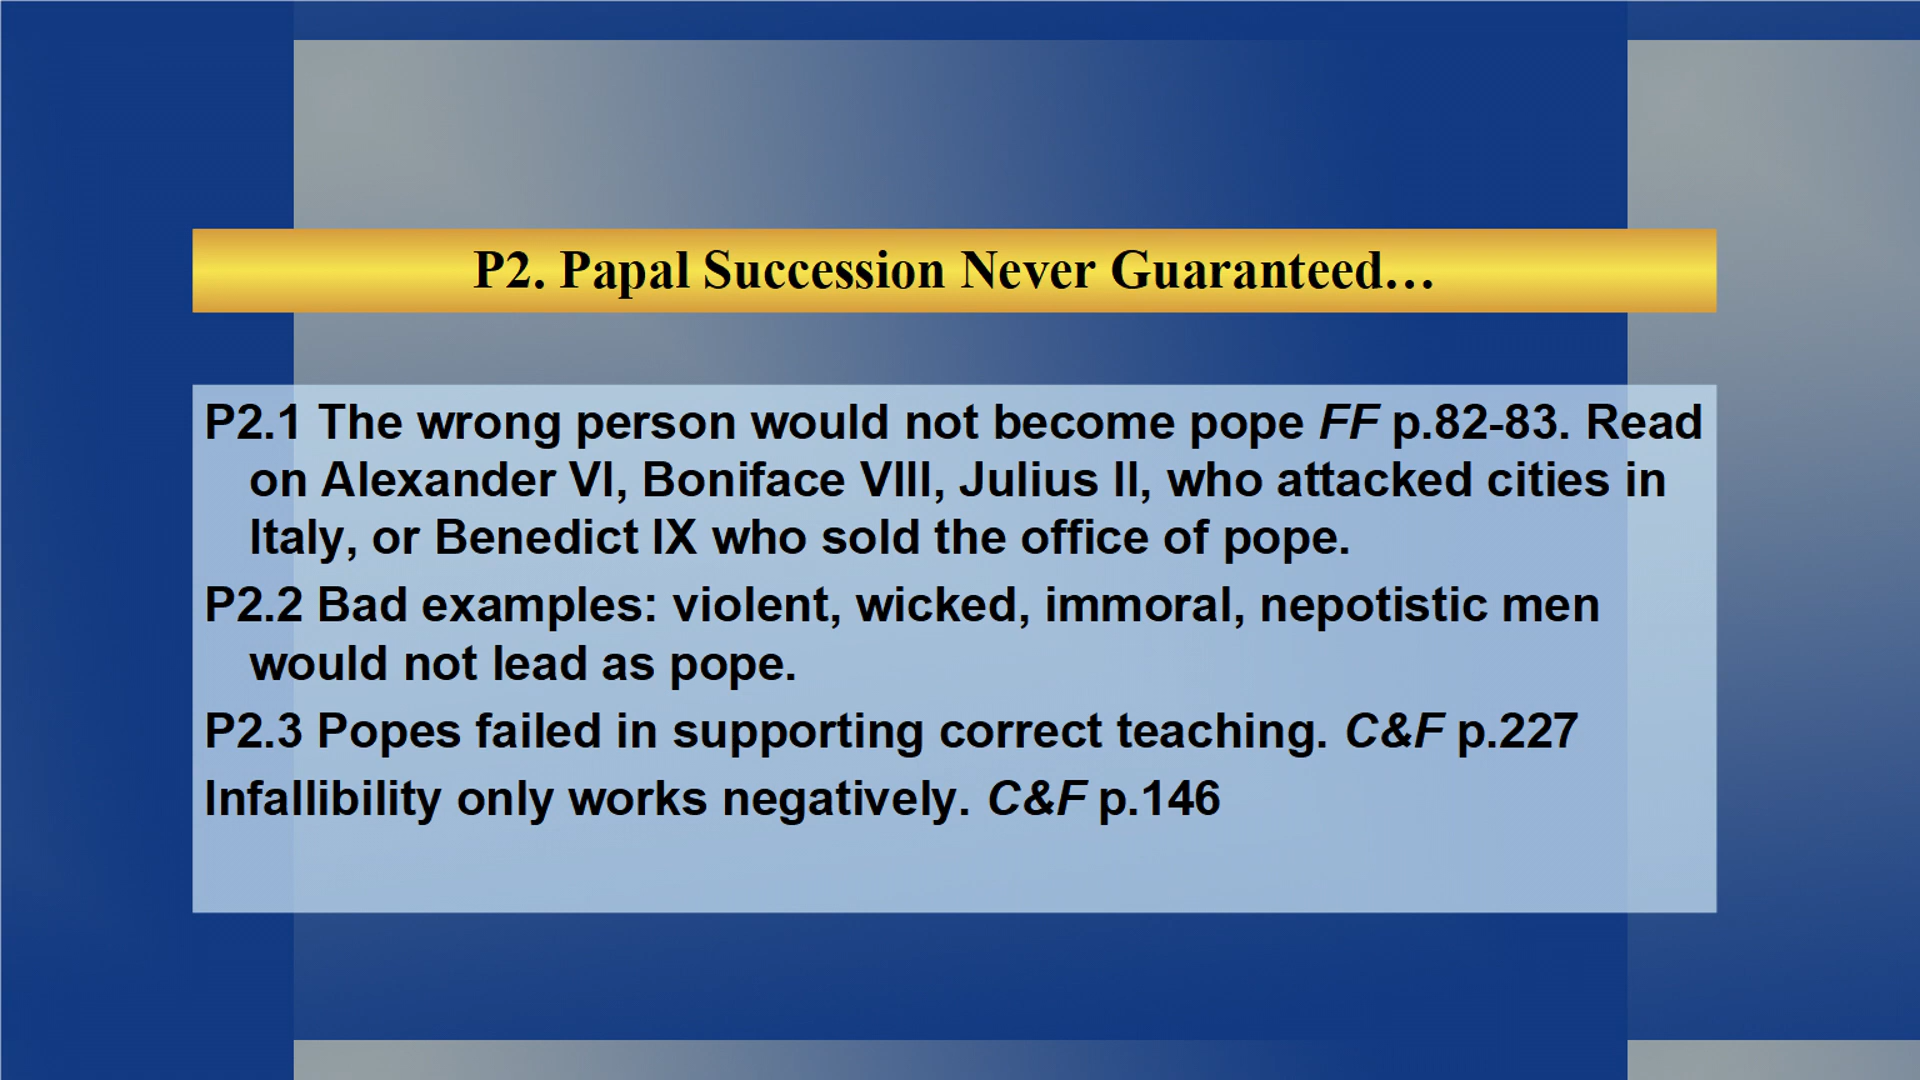 P2. Papal Succession Never Guaranteed…
P2.1 The wrong person would not become pope FF p.82-83. Read
on Alexander VI, Boniface VIII, Julius II, who attacked cities in
Italy, or Benedict IX who sold the office of pope.
P2.2 Bad examples: violent, wicked, immoral, nepotistic men
would not lead as pope.
P2.3 Popes failed in supporting correct teaching. C&F p.227
Infallibility only works negatively. C&F p.146